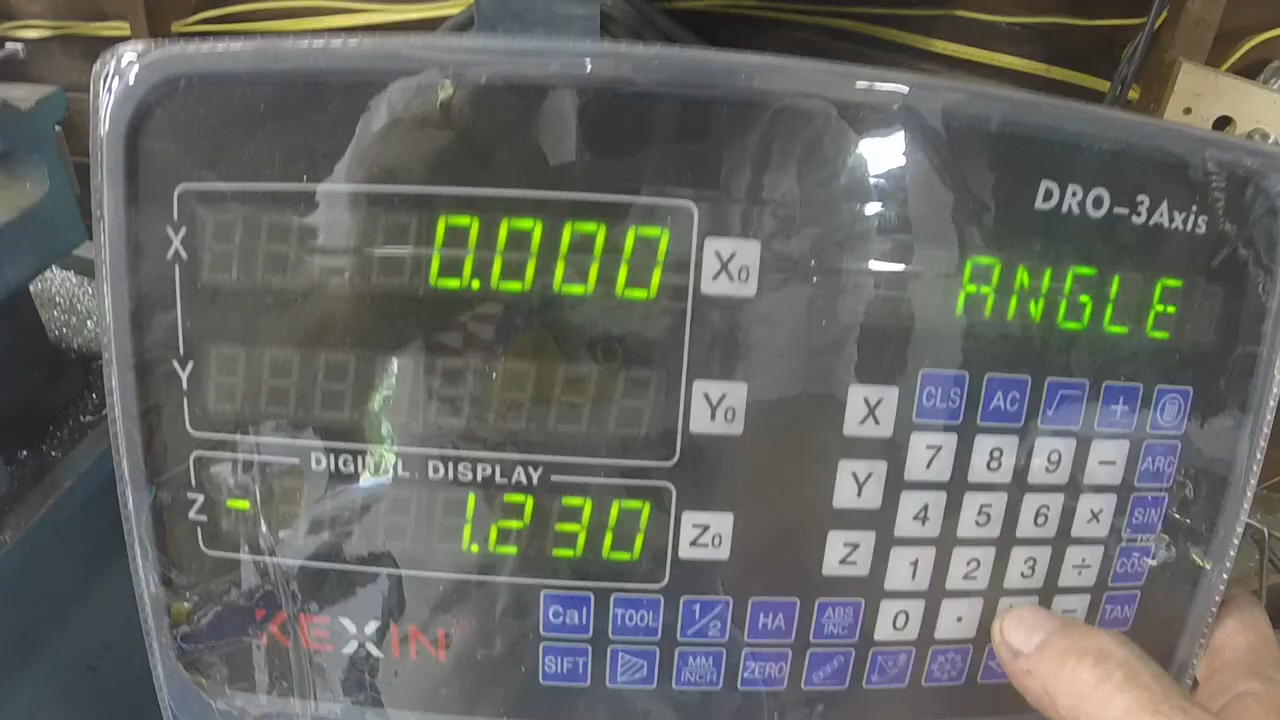 DRO-3Axis
X 0.000 X₀
ANGLE
Y Y₀
X CLS AC √ +
7 8 9 − ARC
DIGITAL DISPLAY
Z - 1.230 Z₀
Y 4 5 6 × SIN
Z 1 2 3 ÷ COS
0 . = TAN
KEXIN
Cal TOOL 1/2 HA ABS/INC
SIFT MM/INCH ZERO